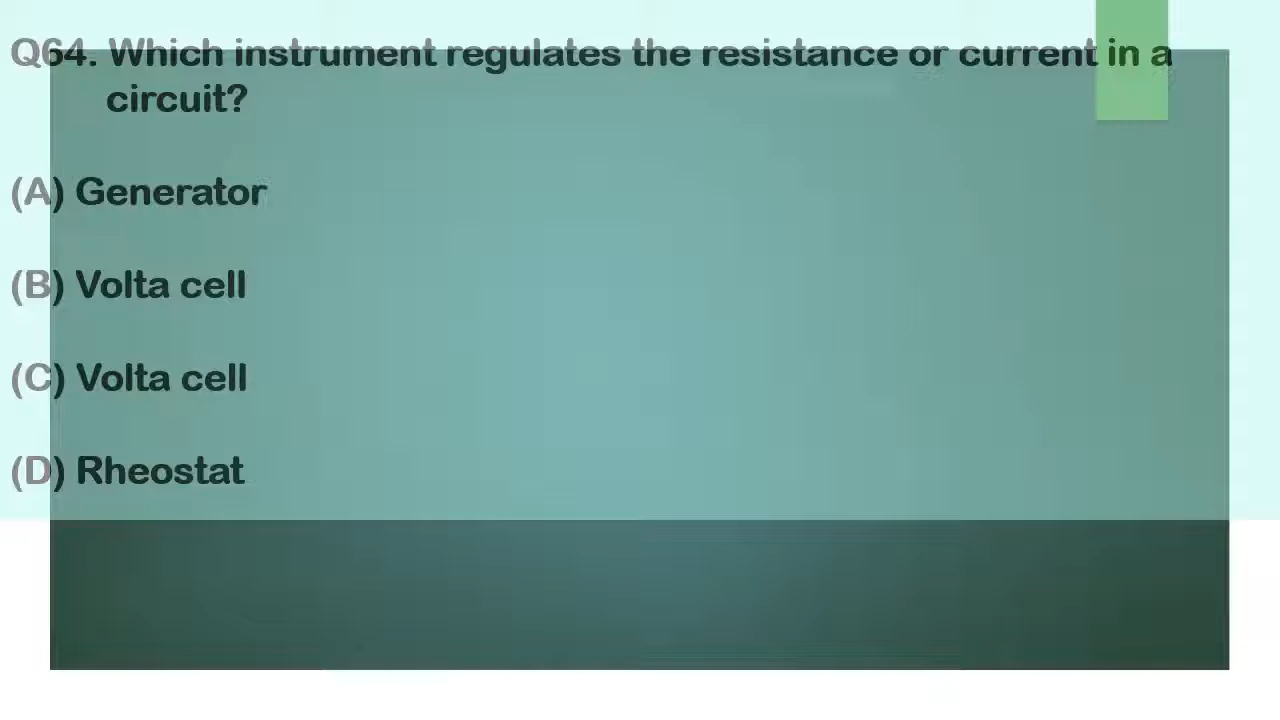 Q64. Which instrument regulates the resistance or current in a
circuit?
(A) Generator
(B) Volta cell
(C) Volta cell
(D) Rheostat